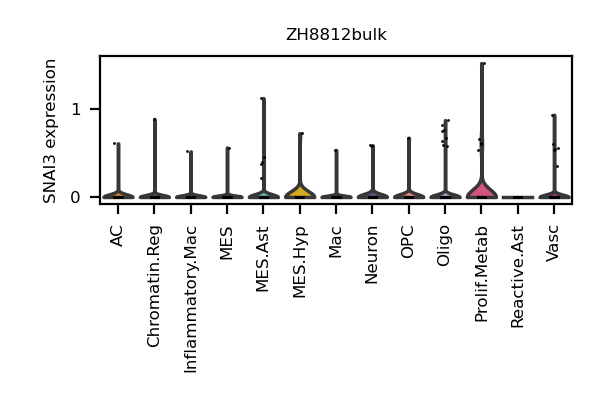 ZH8812bulk
SNAI3 expression
1
0
AC
Chromatin.Reg
Inflammatory.Mac
MES
MES.Ast
MES.Hyp
Mac
Neuron
OPC
Oligo
Prolif.Metab
Reactive.Ast
Vasc